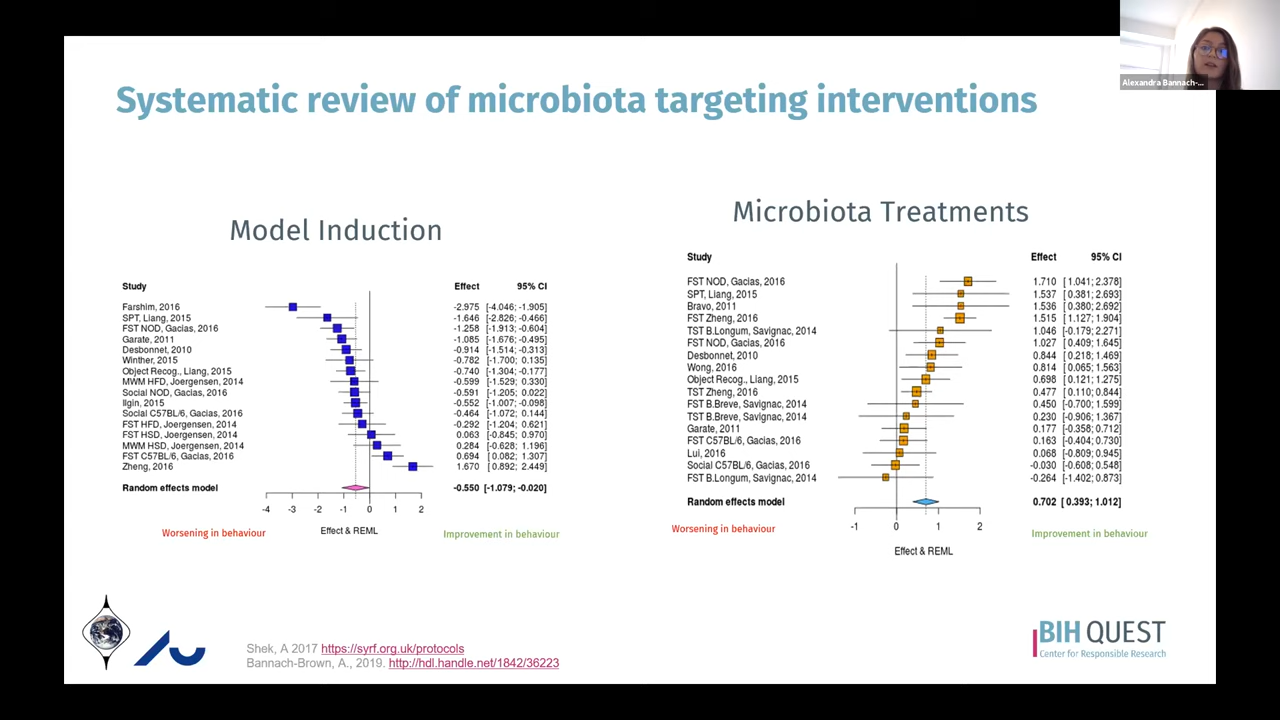 Alexandra Bannach-...
Systematic review of microbiota targeting interventions
Model Induction
Study Effect 95% CI
Farshim, 2016 -2.975 [-4.046; -1.905]
SPT, Liang, 2015 -1.646 [-2.826; -0.466]
FST NOD, Gacias, 2016 -1.258 [-1.913; -0.604]
Garate, 2011 -1.085 [-1.676; -0.495]
Desbonnet, 2010 -0.914 [-1.514; -0.313]
Winther, 2015 -0.782 [-1.700; 0.135]
Object Recog., Liang, 2015 -0.740 [-1.304; -0.177]
MWM HFD, Joergensen, 2014 -0.599 [-1.529; 0.330]
Social NOD, Gacias, 2016 -0.591 [-1.205; 0.022]
Ilgin, 2015 -0.552 [-1.007; -0.098]
Social C57BL/6, Gacias, 2016 -0.464 [-1.072; 0.144]
FST HFD, Joergensen, 2014 -0.292 [-1.204; 0.621]
FST HSD, Joergensen, 2014 0.063 [-0.845; 0.970]
MWM HSD, Joergensen, 2014 0.284 [-0.628; 1.196]
FST C57BL/6, Gacias, 2016 0.694 [ 0.082; 1.307]
Zheng, 2016 1.670 [ 0.892; 2.449]
Random effects model -0.550 [-1.079; -0.020]
-4 -3 -2 -1 0 1 2
Effect & REML
Worsening in behaviour
Improvement in behaviour
Microbiota Treatments
Study Effect 95% CI
FST NOD, Gacias, 2016 1.710 [ 1.041; 2.378]
SPT, Liang, 2015 1.537 [ 0.381; 2.693]
Bravo, 2011 1.536 [ 0.380; 2.692]
FST Zheng, 2016 1.515 [ 1.127; 1.904]
TST B.Longum, Savignac, 2014 1.046 [-0.179; 2.271]
FST NOD, Gacias, 2016 1.027 [ 0.409; 1.645]
Desbonnet, 2010 0.844 [ 0.218; 1.469]
Wong, 2016 0.814 [ 0.065; 1.563]
Object Recog., Liang, 2015 0.698 [ 0.121; 1.275]
TST Zheng, 2016 0.477 [ 0.110; 0.844]
FST B.Breve, Savignac, 2014 0.450 [-0.700; 1.599]
TST B.Breve, Savignac, 2014 0.230 [-0.906; 1.367]
Garate, 2011 0.177 [-0.358; 0.712]
FST C57BL/6, Gacias, 2016 0.163 [-0.404; 0.730]
Lui, 2016 0.068 [-0.809; 0.945]
Social C57BL/6, Gacias, 2016 -0.030 [-0.608; 0.548]
FST B.Longum, Savignac, 2014 -0.264 [-1.402; 0.873]
Random effects model 0.702 [ 0.393; 1.012]
-1 0 1 2
Worsening in behaviour
Improvement in behaviour
Effect & REML
Shek, A 2017 https://syrf.org.uk/protocols
Bannach-Brown, A., 2019. http://hdl.handle.net/1842/36223
BIH QUEST
Center for Responsible Research